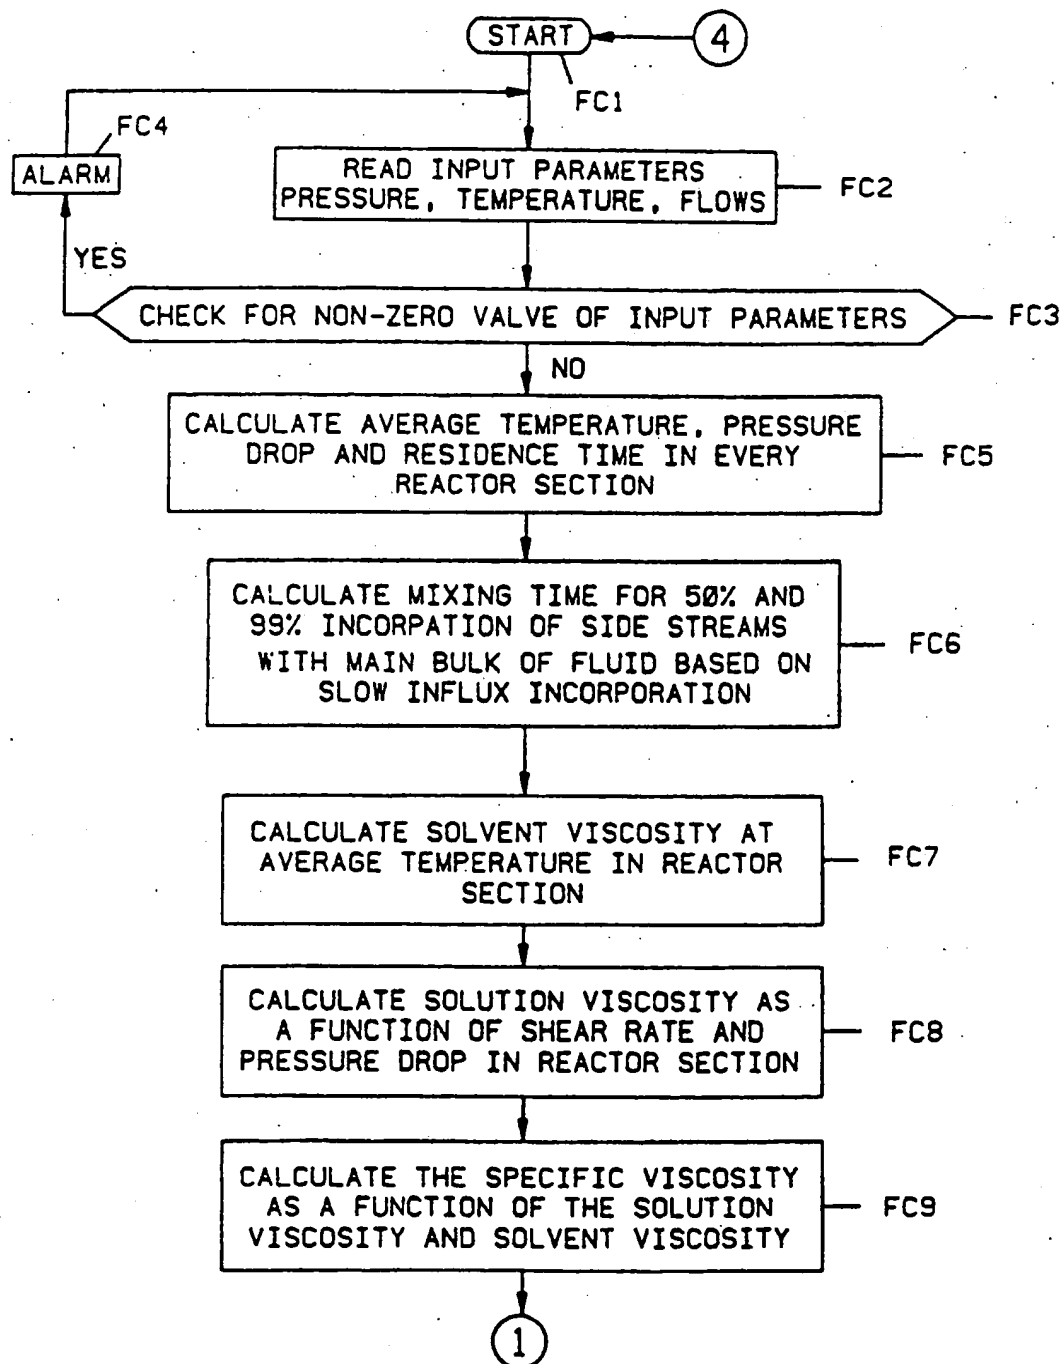 START
4
FC1
FC4
ALARM
READ INPUT PARAMETERS
PRESSURE, TEMPERATURE, FLOWS
FC2
YES
CHECK FOR NON-ZERO VALVE OF INPUT PARAMETERS
FC3
NO
CALCULATE AVERAGE TEMPERATURE, PRESSURE
DROP AND RESIDENCE TIME IN EVERY
REACTOR SECTION
FC5
CALCULATE MIXING TIME FOR 50% AND
99% INCORPATION OF SIDE STREAMS
WITH MAIN BULK OF FLUID BASED ON
SLOW INFLUX INCORPORATION
FC6
CALCULATE SOLVENT VISCOSITY AT
AVERAGE TEMPERATURE IN REACTOR
SECTION
FC7
CALCULATE SOLUTION VISCOSITY AS
A FUNCTION OF SHEAR RATE AND
PRESSURE DROP IN REACTOR SECTION
FC8
CALCULATE THE SPECIFIC VISCOSITY
AS A FUNCTION OF THE SOLUTION
VISCOSITY AND SOLVENT VISCOSITY
FC9
1